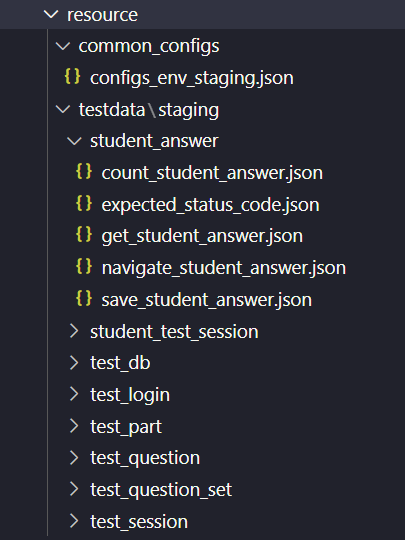 resource
common_configs
{} configs_env_staging.json
testdata\staging
student_answer
{} count_student_answer.json
{} expected_status_code.json
{} get_student_answer.json
{} navigate_student_answer.json
{} save_student_answer.json
student_test_session
test_db
test_login
test_part
test_question
test_question_set
test_session